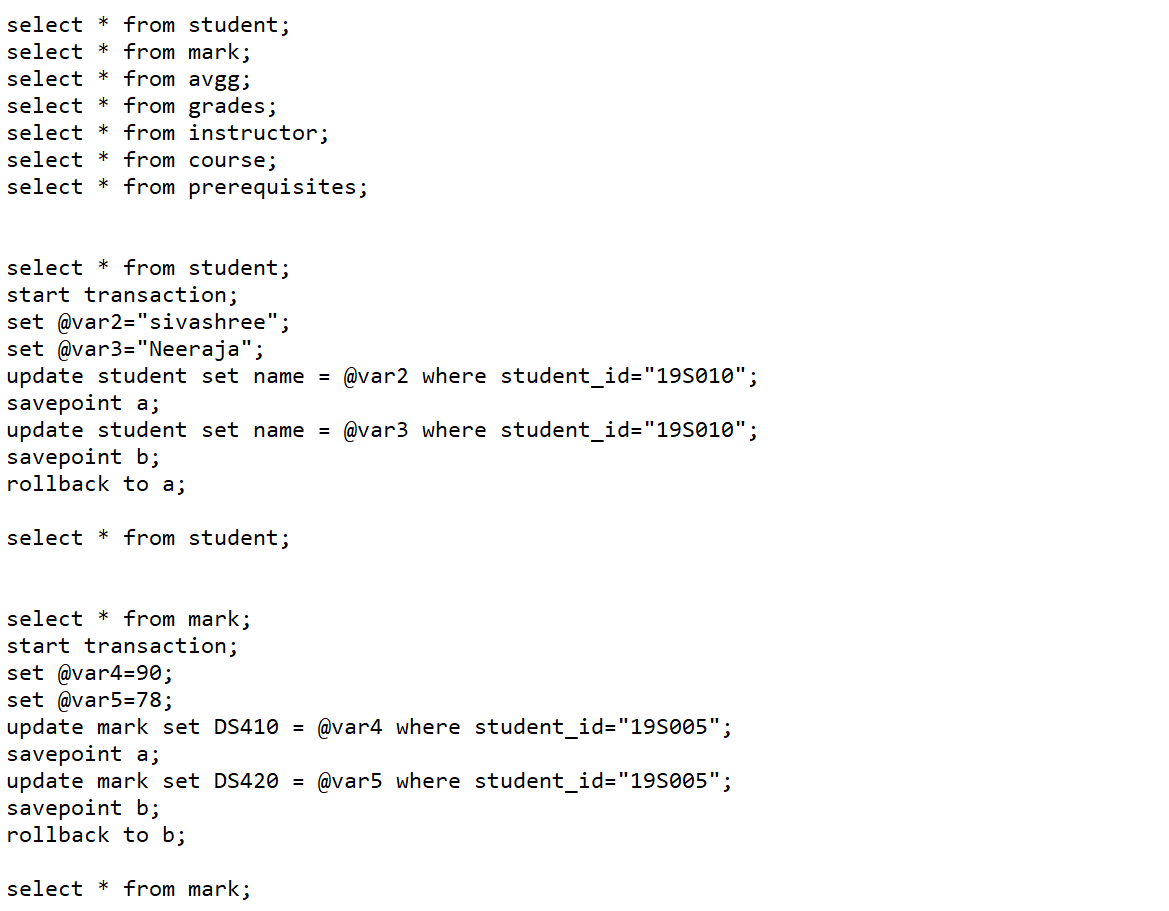 select * from student;
select * from mark;
select * from avgg;
select * from grades;
select * from instructor;
select * from course;
select * from prerequisites;
select * from student;
start transaction;
set @var2="sivashree";
set @var3="Neeraja";
update student set name = @var2 where student_id="19S010";
savepoint a;
update student set name = @var3 where student_id="19S010";
savepoint b;
rollback to a;
select * from student;
select * from mark;
start transaction;
set @var4=90;
set @var5=78;
update mark set DS410 = @var4 where student_id="19S005";
savepoint a;
update mark set DS420 = @var5 where student_id="19S005";
savepoint b;
rollback to b;
select * from mark;